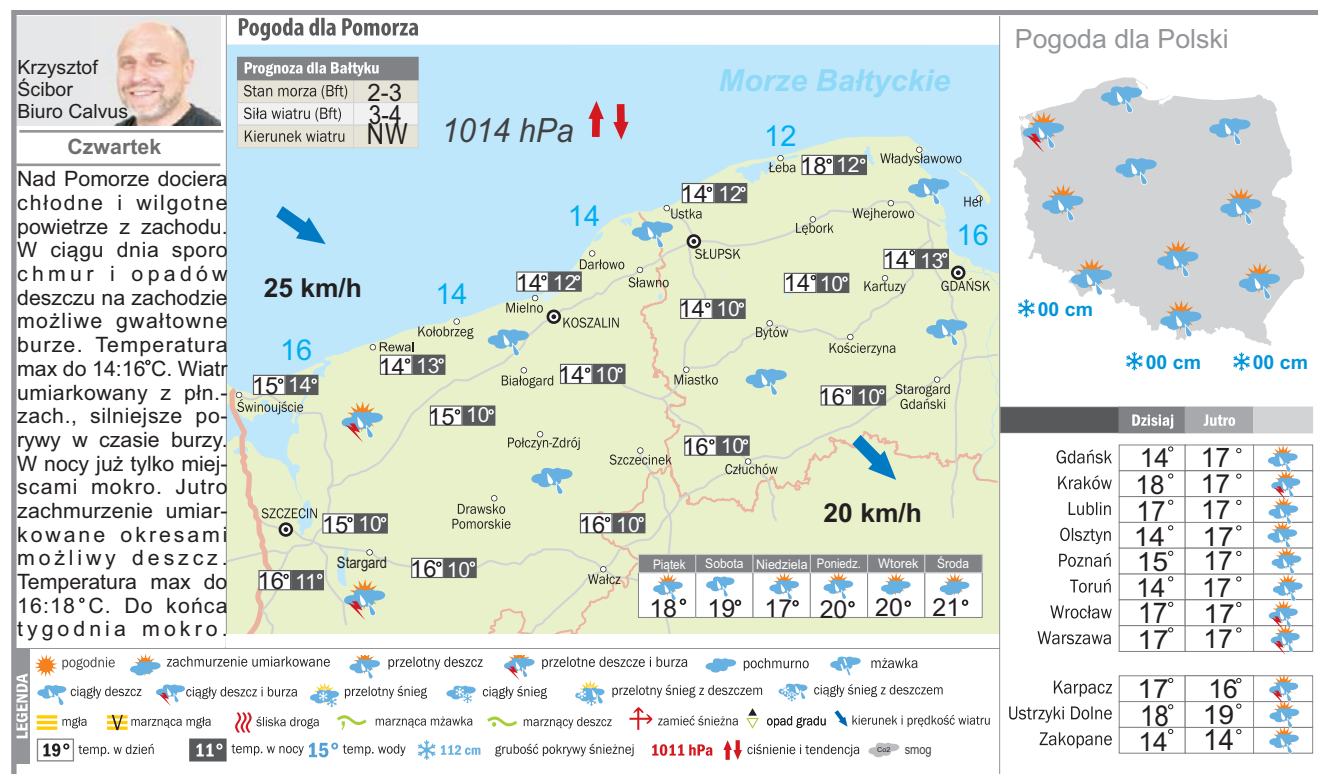 Krzysztof
Ścibor
Biuro Calvus
Czwartek
Nad Pomorze dociera
chłodne i wilgotne
powietrze z zachodu.
W ciągu dnia sporo
chmur i opadów
deszczu na zachodzie
możliwe gwałtowne
burze. Temperatura
max do 14:16°C. Wiatr
umiarkowany z płn.-
zach., silniejsze po-
rywy w czasie burzy.
W nocy już tylko miej-
scami mokro. Jutro
zachmurzenie umiar-
kowane okresami
możliwy deszcz.
Temperatura max do
16:18°C. Do końca
tygodnia mokro.
Pogoda dla Pomorza
Prognoza dla Bałtyku
Stan morza (Bft) 2-3
Siła wiatru (Bft) 3-4
Kierunek wiatru NW
Morze Bałtyckie
1014 hPa
12
Łeba
18° 12°
Władysławowo
14° 12°
Ustka
Hel
Wejherowo
14
Lębork
16
SŁUPSK
25 km/h
Darłowo
14° 13°
Sławno
14° 12°
14° 10°
Kartuzy
GDAŃSK
14
Mielno
14° 10°
Kołobrzeg
KOSZALIN
Bytów
Kościerzyna
16
Rewal
14° 13°
Białogard
14° 10°
Miastko
15° 14°
Świnoujście
16° 10°
Starogard
Gdański
15° 10°
Połczyn-Zdrój
16° 10°
Szczecinek
Człuchów
20 km/h
Drawsko
Pomorskie
SZCZECIN
15° 10°
16° 10°
Stargard
16° 10°
16° 11°
Wałcz
Piątek Sobota Niedziela Poniedz. Wtorek Środa
18° 19° 17° 20° 20° 21°
Pogoda dla Polski
00 cm
00 cm 00 cm
Dzisiaj Jutro
Gdańsk 14° 17°
Kraków 18° 17°
Lublin 17° 17°
Olsztyn 14° 17°
Poznań 15° 17°
Toruń 14° 17°
Wrocław 17° 17°
Warszawa 17° 17°
Karpacz 17° 16°
Ustrzyki Dolne 18° 19°
Zakopane 14° 14°
LEGENDA
pogodnie zachmurzenie umiarkowane przelotny deszcz przelotne deszcze i burza pochmurno mżawka
ciągły deszcz ciągły deszcz i burza przelotny śnieg ciągły śnieg przelotny śnieg z deszczem ciągły śnieg z deszczem
mgła marznąca mgła śliska droga marznąca mżawka marznący deszcz zamieć śnieżna opad gradu kierunek i prędkość wiatru
19° temp. w dzień 11° temp. w nocy 15° temp. wody 112 cm grubość pokrywy śnieżnej 1011 hPa ciśnienie i tendencja Co2 smog